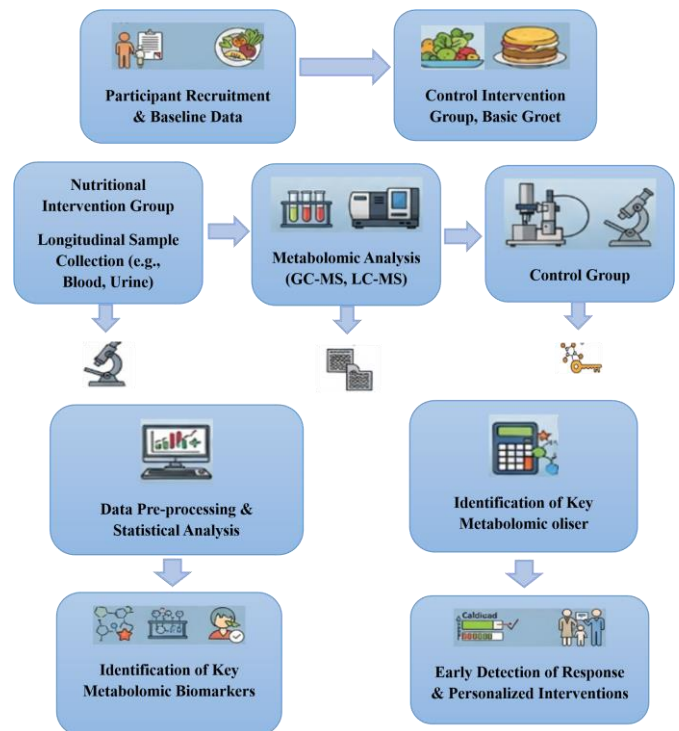 Participant Recruitment
& Baseline Data
Control Intervention
Group, Basic Groet
Nutritional
Intervention Group
Longitudinal Sample
Collection (e.g.,
Blood, Urine)
Metabolomic Analysis
(GC-MS, LC-MS)
Control Group
Data Pre-processing &
Statistical Analysis
Identification of Key
Metabolomic oliser
Identification of Key
Metabolomic Biomarkers
Caldicad
Early Detection of Response
& Personalized Interventions